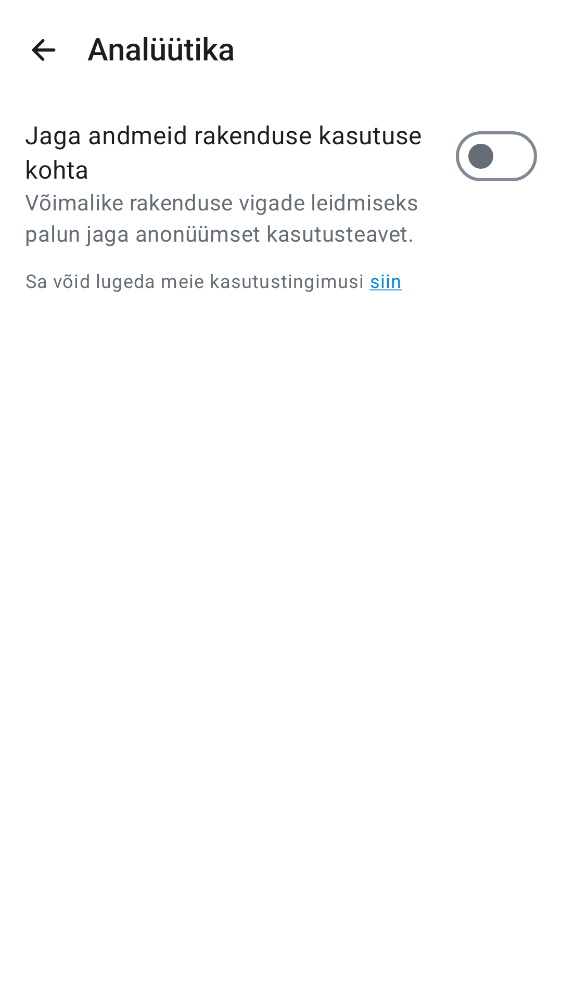 Analüütika
Jaga andmeid rakenduse kasutuse
kohta
Võimalike rakenduse vigade leidmiseks
palun jaga anonüümset kasutusteavet.
Sa võid lugeda meie kasutustingimusi siin